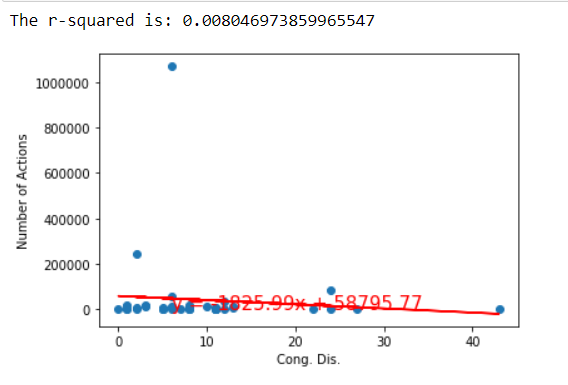 The r-squared is: 0.008046973859965547
1000000
800000
600000
400000
200000
0
Number of Actions
y = -1825.99x + 58795.77
0 10 20 30 40
Cong. Dis.